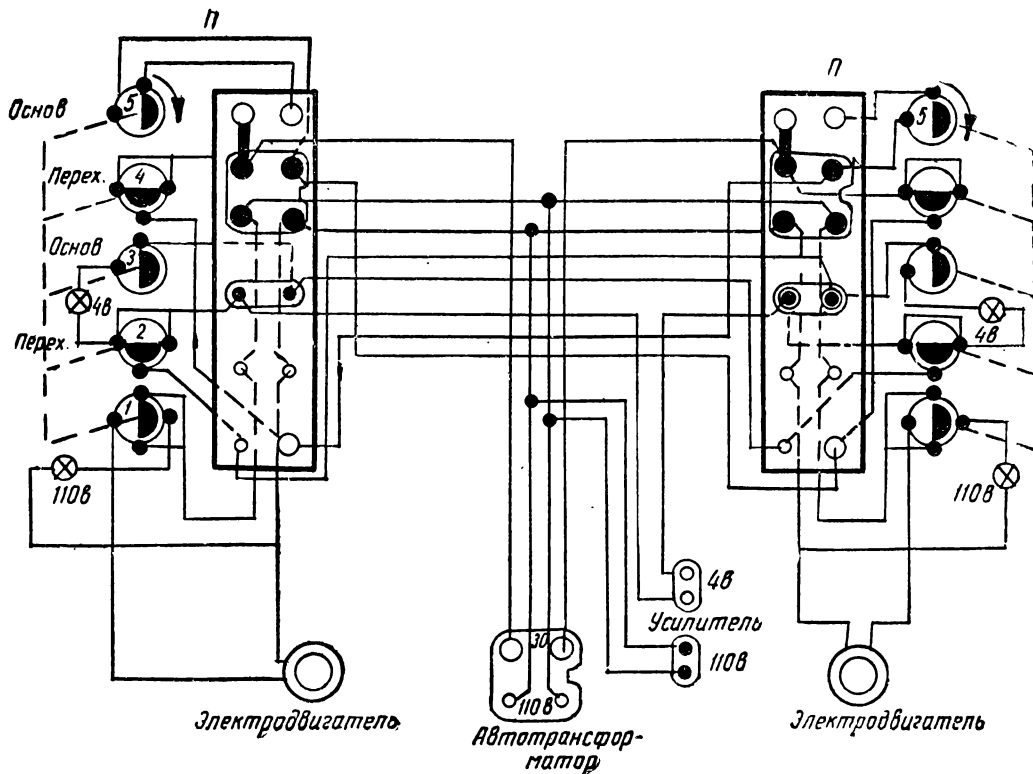 П
П
Основ
5
5
Перех.
4
Основ
3
4в
4в
Перех.
2
1
110в
110в
30
4в
Усилитель
110в
110в
Электродвигатель
Автотрансфор-
матор
Электродвигатель